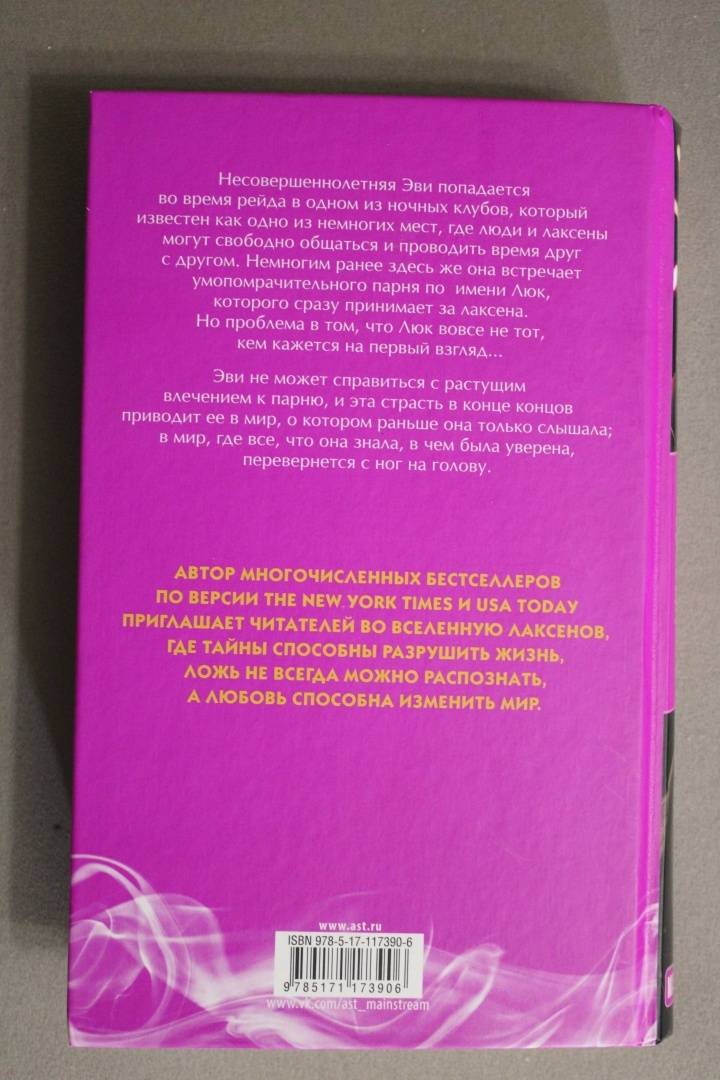 Несовершеннолетняя Эви попадается
во время рейда в одном из ночных клубов, который
известен как одно из немногих мест, где люди и лаксены
могут свободно общаться и проводить время друг
с другом. Немногим ранее здесь же она встречает
умопомрачительного парня по имени Люк,
которого сразу принимает за лаксена.
Но проблема в том, что Люк вовсе не тот,
кем кажется на первый взгляд...
Эви не может справиться с растущим
влечением к парню, и эта страсть в конце концов
приводит ее в мир, о котором раньше она только слышала;
в мир, где все, что она знала, в чем была уверена,
перевернется с ног на голову.
АВТОР МНОГОЧИСЛЕННЫХ БЕСТСЕЛЛЕРОВ
ПО ВЕРСИИ THE NEW YORK TIMES И USA TODAY
ПРИГЛАШАЕТ ЧИТАТЕЛЕЙ ВО ВСЕЛЕННУЮ ЛАКСЕНОВ,
ГДЕ ТАЙНЫ СПОСОБНЫ РАЗРУШИТЬ ЖИЗНЬ,
ЛОЖЬ НЕ ВСЕГДА МОЖНО РАСПОЗНАТЬ,
А ЛЮБОВЬ СПОСОБНА ИЗМЕНИТЬ МИР.
www.ast.ru
ISBN 978-5-17-117390-6
9 785171 173906
www.vk.com/ast_mainstream